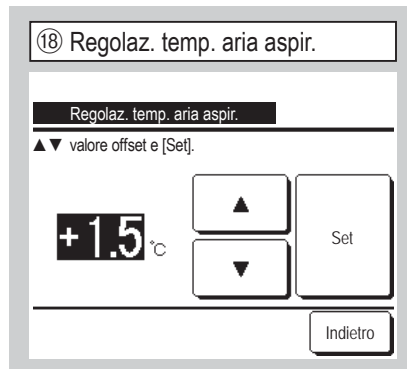 ⑱ Regolaz. temp. aria aspir.
Regolaz. temp. aria aspir.
▲▼ valore offset e [Set].
+1.5 °C
▲
▼
Set
Indietro